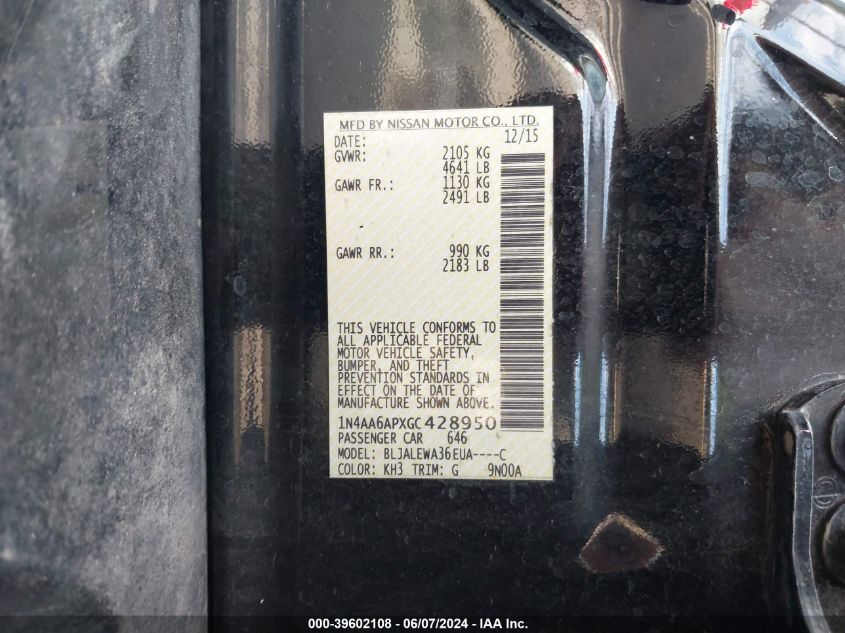 MFD BY NISSAN MOTOR CO., LTD.
DATE: 12/15
GVWR: 2105 KG
4641 LB
GAWR FR.: 1130 KG
2491 LB
GAWR RR.: 990 KG
2183 LB
THIS VEHICLE CONFORMS TO
ALL APPLICABLE FEDERAL
MOTOR VEHICLE SAFETY,
BUMPER, AND THEFT
PREVENTION STANDARDS IN
EFFECT ON THE DATE OF
MANUFACTURE SHOWN ABOVE.
1N4AA6APXGC428950
PASSENGER CAR 646
MODEL: BLJALEWA36EUA----C
COLOR: KH3 TRIM: G 9N00A
000-39602108 - 06/07/2024 - IAA Inc.